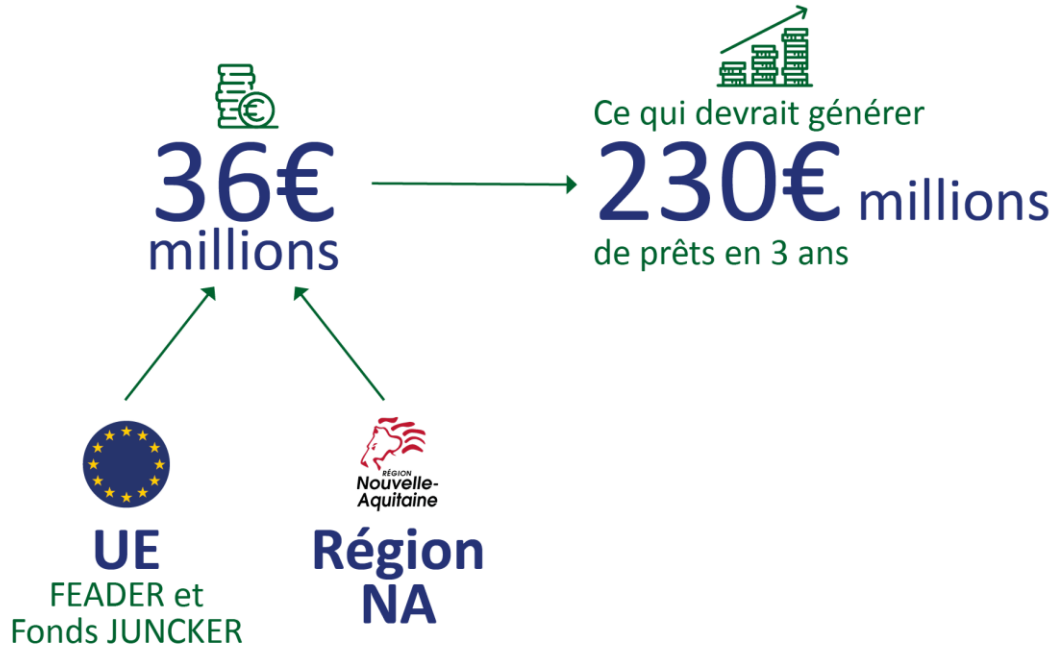 36€
millions
Ce qui devrait générer
230€ millions
de prêts en 3 ans
UE
FEADER et
Fonds JUNCKER
RÉGION
Nouvelle-
Aquitaine
Région
NA